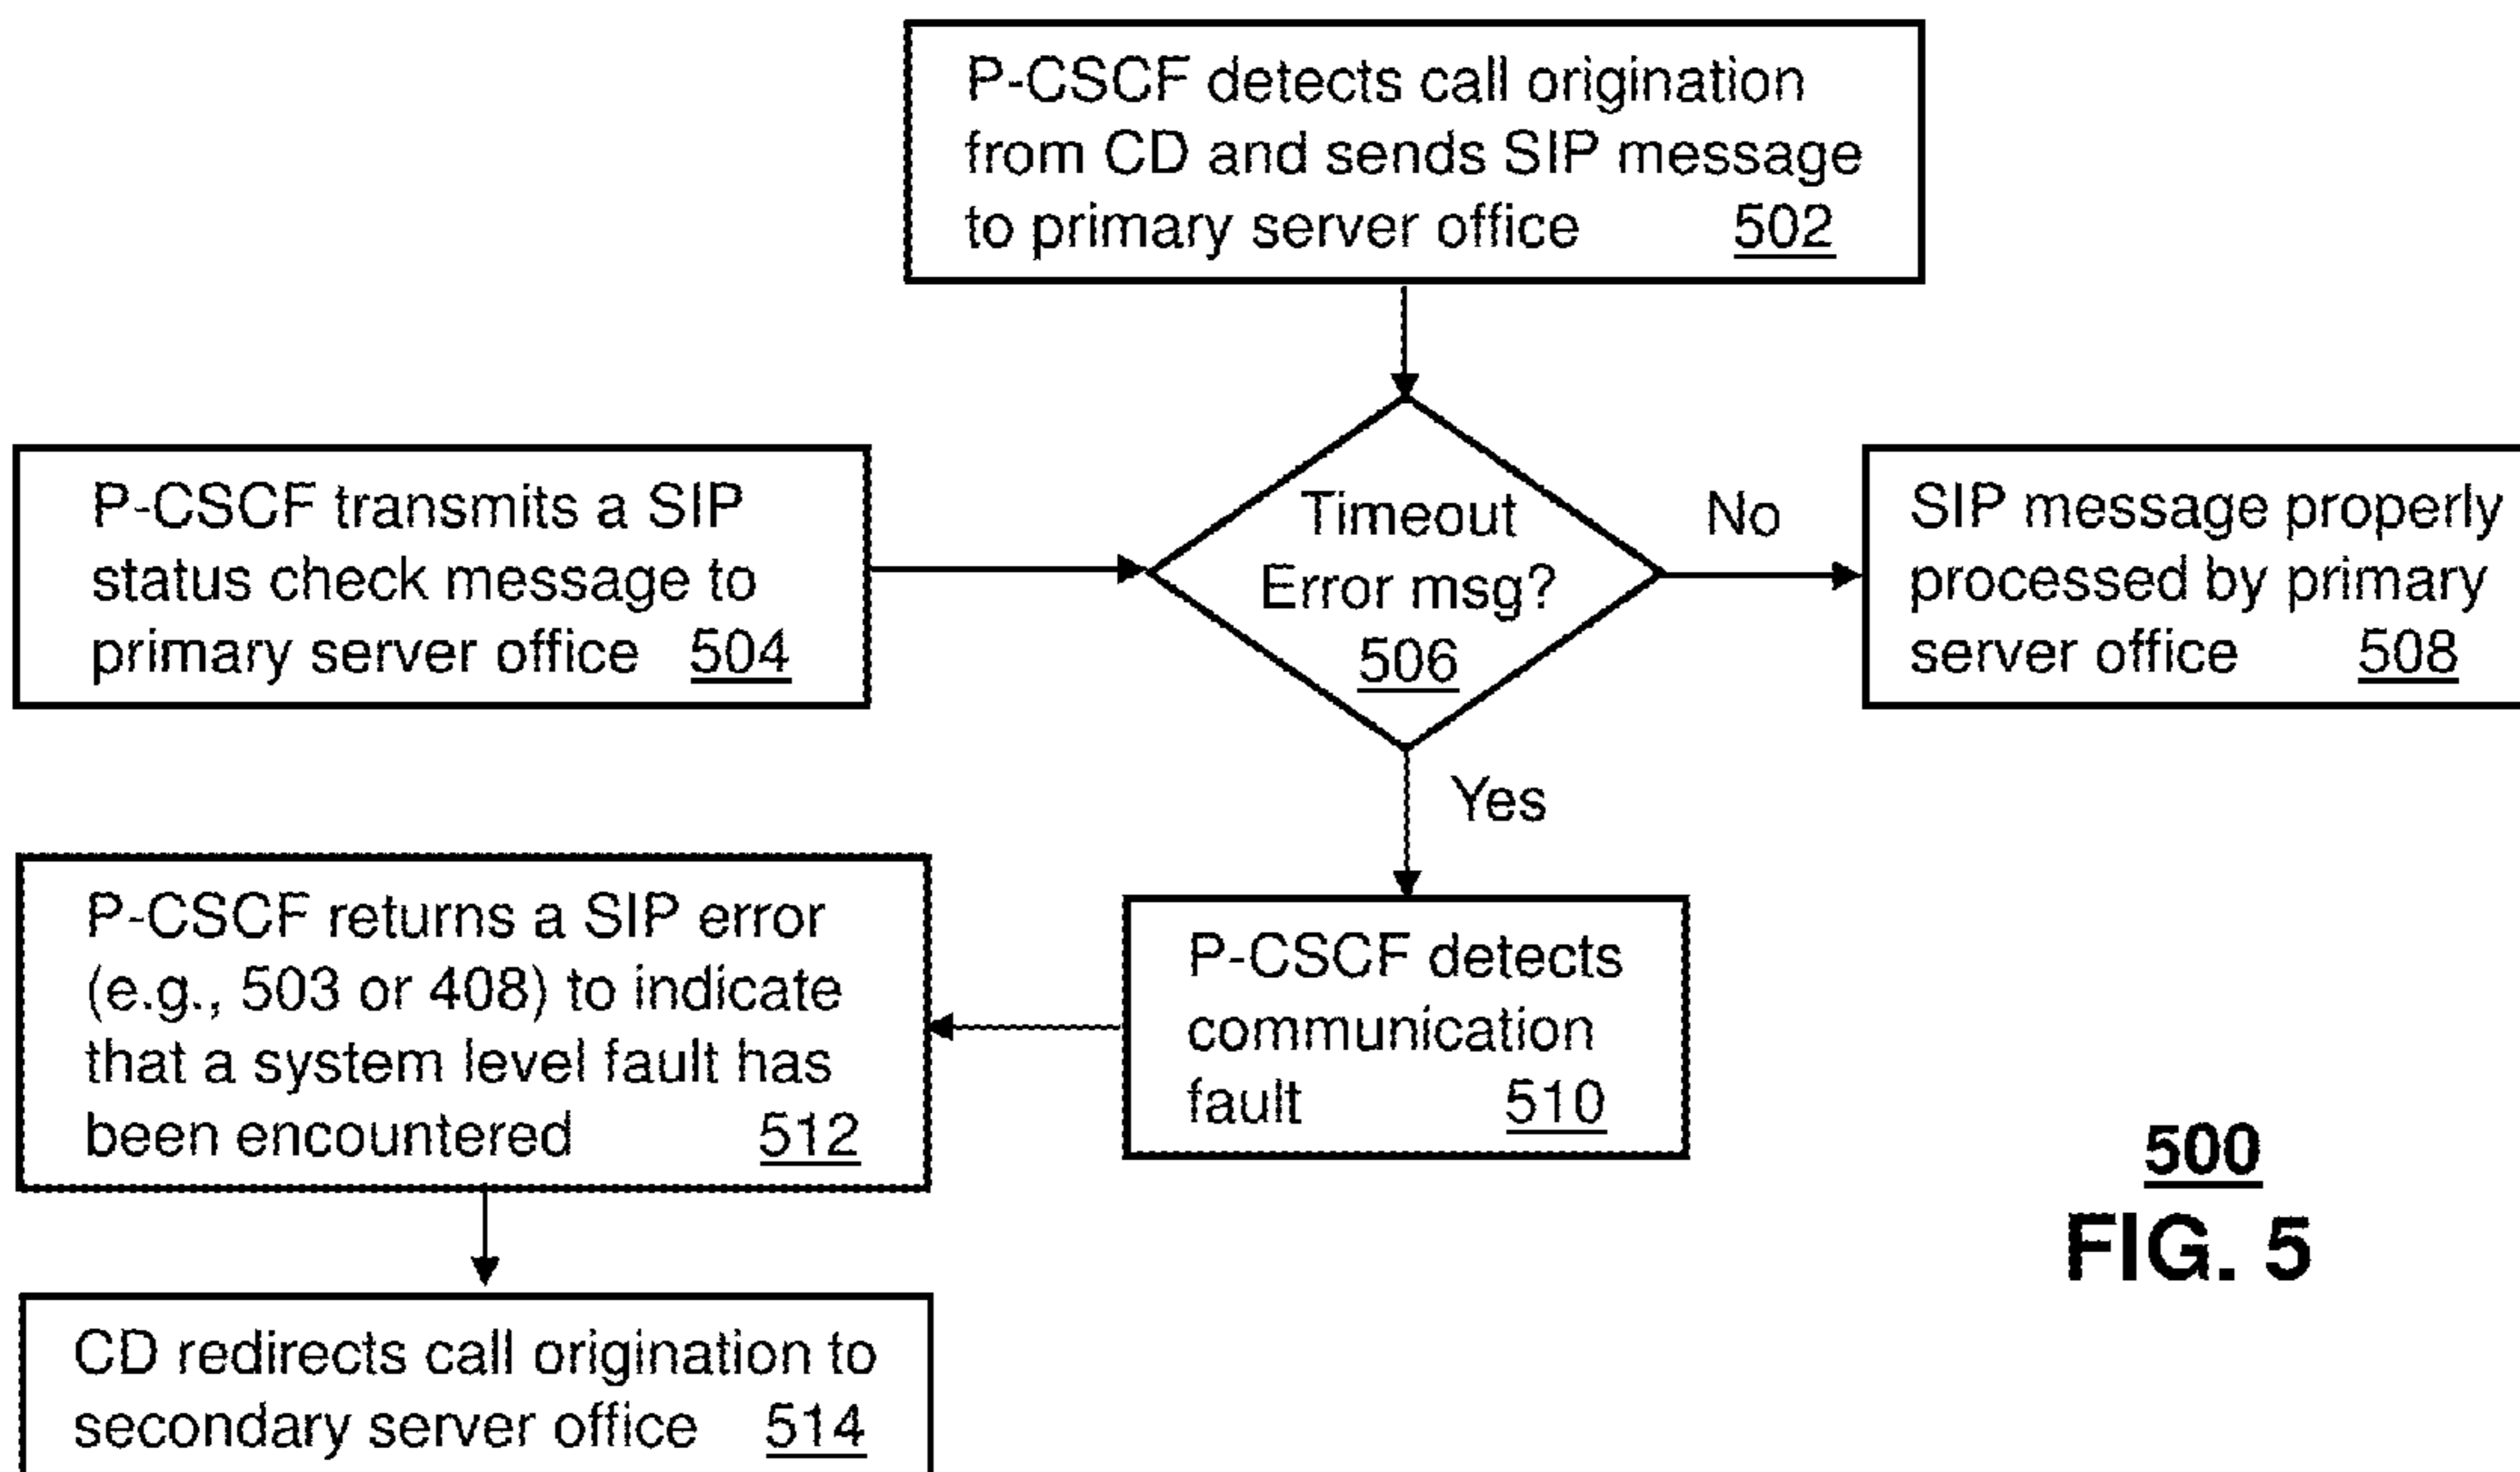 P-CSCF detects call origination
from CD and sends SIP message
to primary server office 502
P-CSCF transmits a SIP
status check message to
primary server office 504
Timeout
Error msg?
506
No
SIP message properly
processed by primary
server office 508
Yes
P-CSCF detects
communication
fault 510
P-CSCF returns a SIP error
(e.g., 503 or 408) to indicate
that a system level fault has
been encountered 512
CD redirects call origination to
secondary server office 514
500
FIG. 5